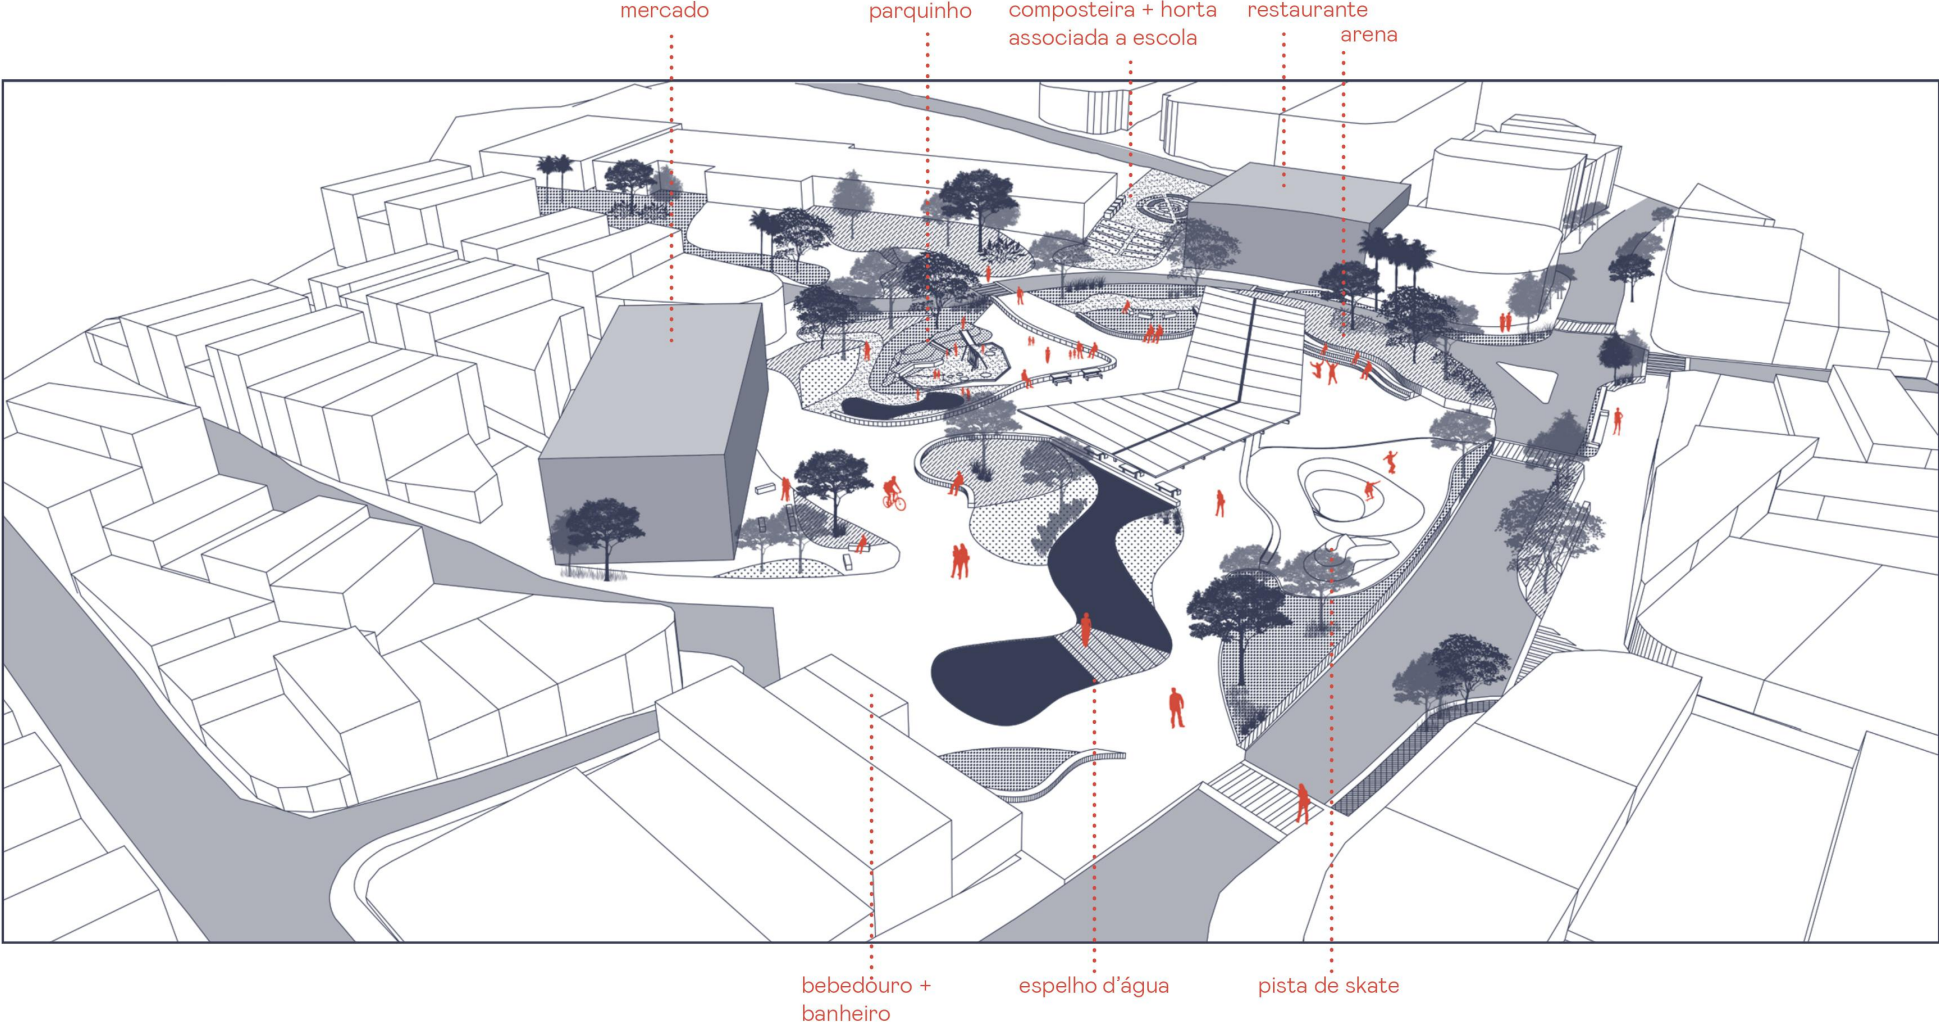 mercado
parquinho
composteira + horta
associada a escola
restaurante
arena
bebedouro +
banheiro
espelho d'água
pista de skate